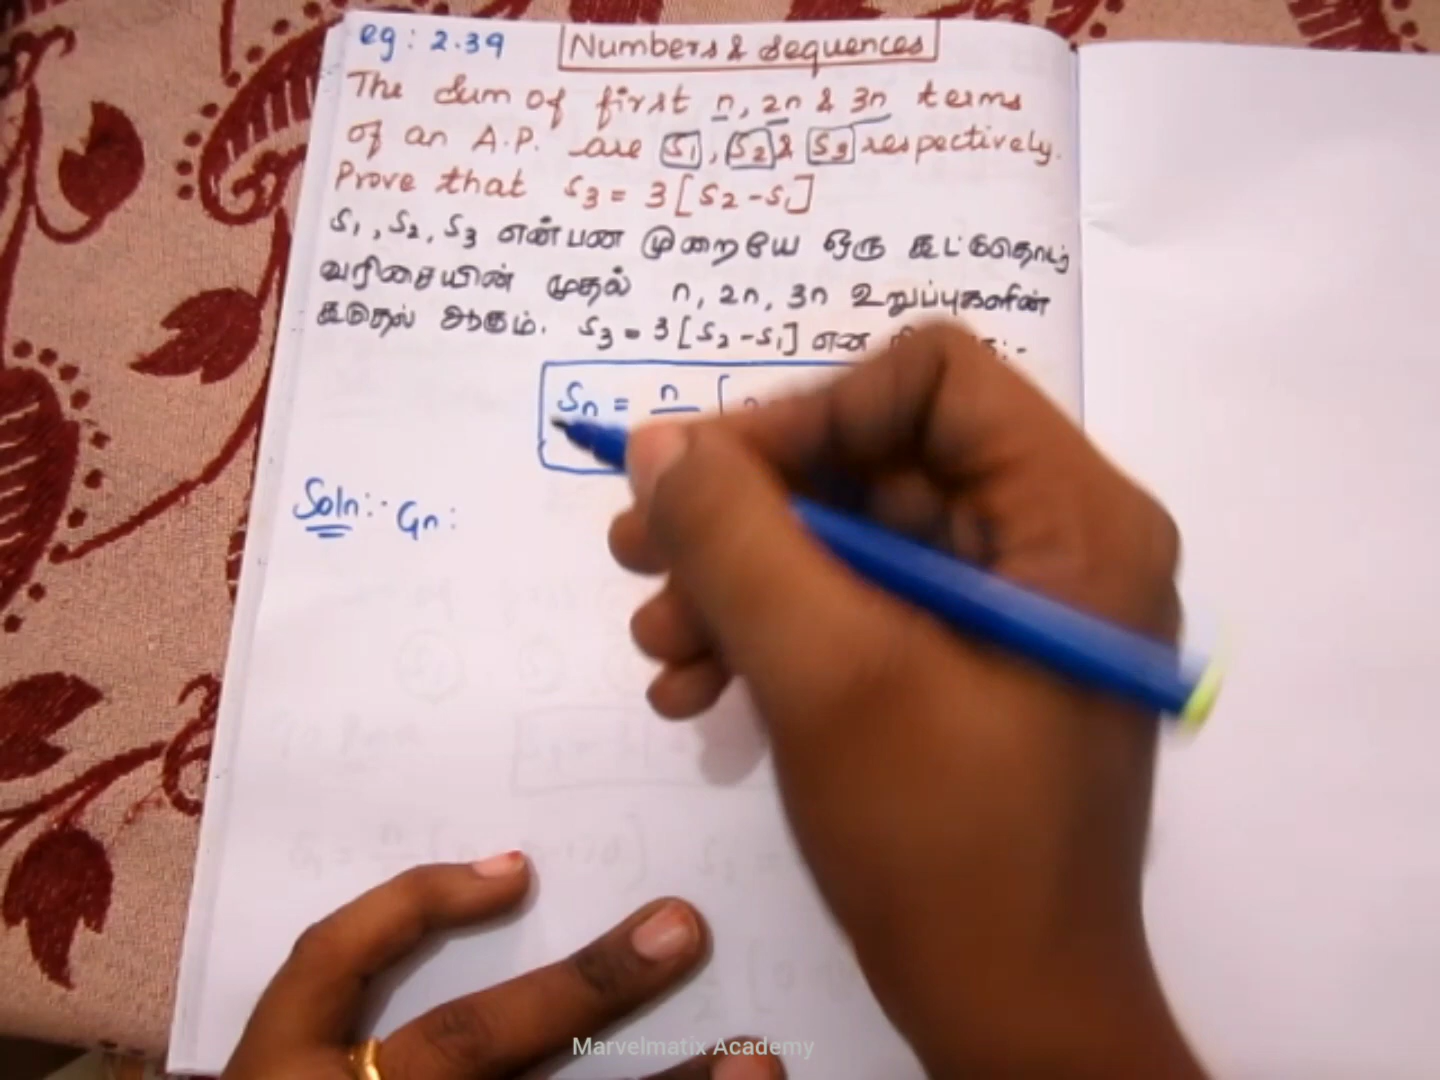 eg: 2.39 Numbers & Sequences
The Sum of first n, 2n & 3n terms
of an A.P. are S1, S2 & S3 respectively.
Prove that S3 = 3[S2-S1]
S1, S2, S3 என்பன முறையே ஒரு கூட்டுத்தொடர்
வரிசையின் முதல் n, 2n, 3n உறுப்புகளின்
கூடுதல் ஆகும். S3 = 3[S2-S1] என
Sn = n [
Soln:- Gn:
Marvelmatix Academy